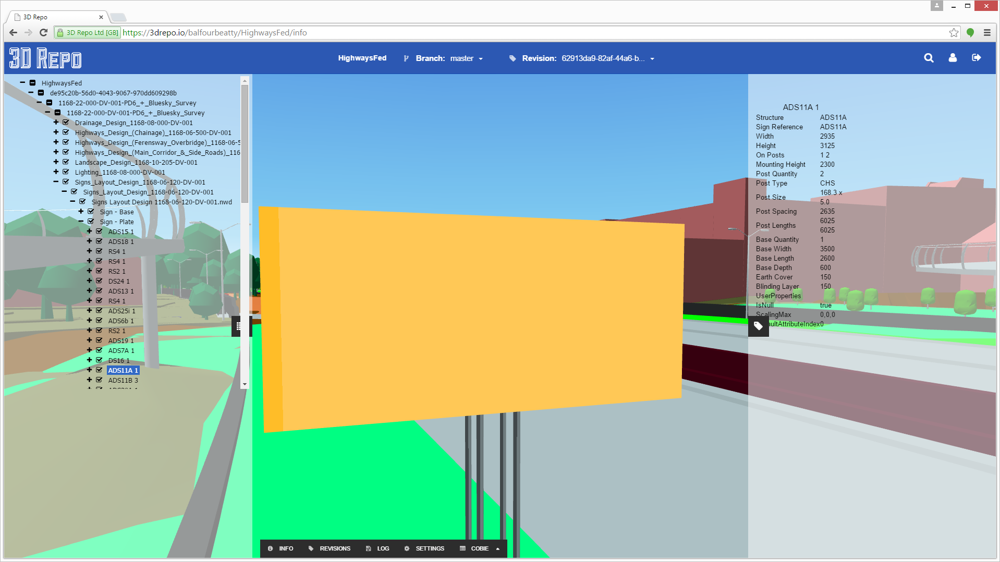 3D Repo
3D Repo Ltd [GB]
https://3drepo.io/balfourbeatty/HighwaysFed/info
3D REPO
HighwaysFed
Branch: master
Revision: 62913da9-82af-44a6-b...
HighwaysFed
de95c20b-56d0-4043-9067-970dd609298b
1168-22-000-DV-001-PD6_+_Bluesky_Survey
1168-22-000-DV-001-PD6_+_Bluesky_Survey
Drainage_Design_1168-08-000-DV-001
Highways_Design_(Chainage)_1168-06-500-DV-001
Highways_Design_(Ferensway_Overbridge)_1168-06-5
Highways_Design_(Main_Corridor_&_Side_Roads)_116
Landscape_Design_1168-10-205-DV-001
Lighting_1168-08-000-DV-001
Signs_Layout_Design_1168-06-120-DV-001
Signs_Layout_Design_1168-06-120-DV-001
Signs Layout Design 1168-06-120-DV-001.nwd
Sign - Base
Sign - Plate
ADS15 1
ADS18 1
RS4 1
RS4 1
RS2 1
DS24 1
ADS13 1
RS4 1
ADS25i 1
ADS6b 1
RS2 1
ADS19 1
ADS7A 1
DS16 1
ADS11A 1
ADS11B 3
ADS11A 1
Structure ADS11A
Sign Reference ADS11A
Width 2935
Height 3125
On Posts 1 2
Mounting Height 2300
Post Quantity 2
Post Type CHS
Post Size 168.3 x
5.0
Post Spacing 2635
Post Lengths 6025
6025
Base Quantity 1
Base Width 3500
Base Length 2600
Base Depth 600
Earth Cover 150
Blinding Layer 150
UserProperties
IsNull true
ScalingMax 0,0,0
aultAttributeIndex0
INFO
REVISIONS
LOG
SETTINGS
COBIE